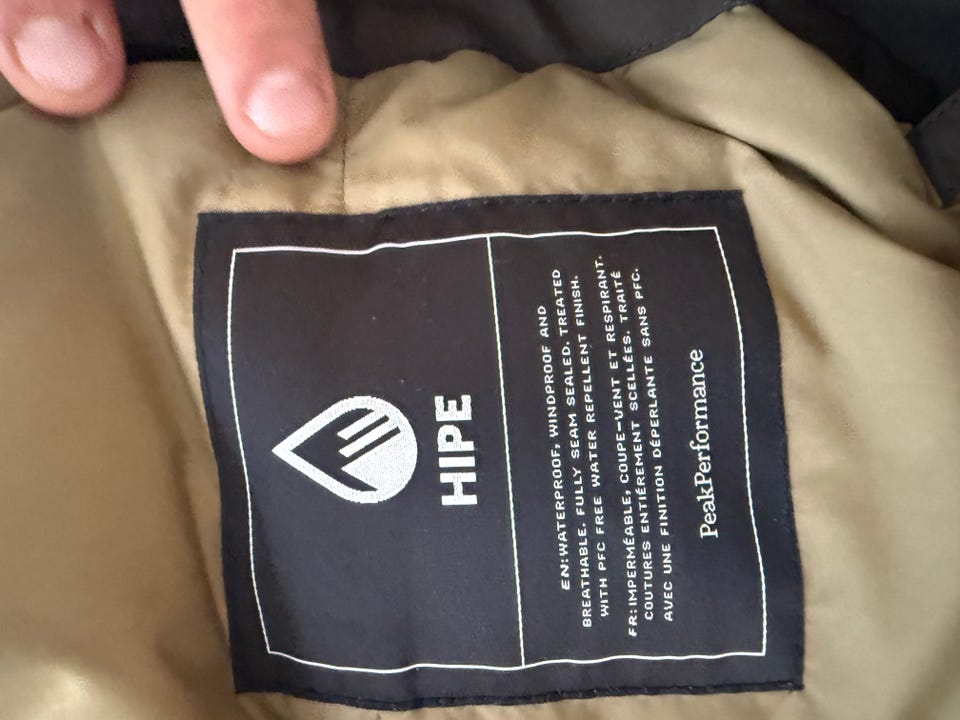 HIPE
EN:WATERPROOF, WINDPROOF AND
BREATHABLE. FULLY SEAM SEALED. TREATED
WITH PFC FREE WATER REPELLENT FINISH.
FR:IMPERMÉABLE, COUPE-VENT ET RESPIRANT.
COUTURES ENTIÉREMENT SCELLÉES. TRAITÉ
AVEC UNE FINITION DÉPERLANTE SANS PFC.
PeakPerformance